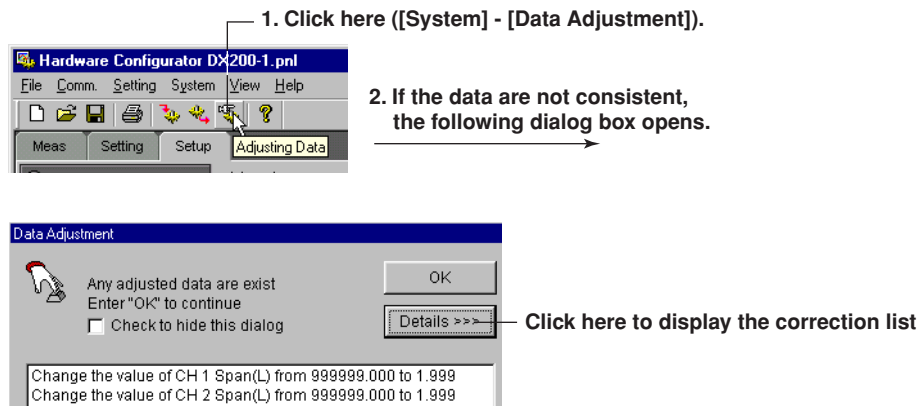 1. Click here ([System] - [Data Adjustment]).
Hardware Configurator DX200-1.pnl
File Comm. Setting System View Help
2. If the data are not consistent,
the following dialog box opens.
Meas Setting Setup Adjusting Data
Data Adjustment
Any adjusted data are exist
Enter "OK" to continue
Check to hide this dialog
OK
Details >>>
Click here to display the correction list
Change the value of CH 1 Span(L) from 999999.000 to 1.999
Change the value of CH 2 Span(L) from 999999.000 to 1.999